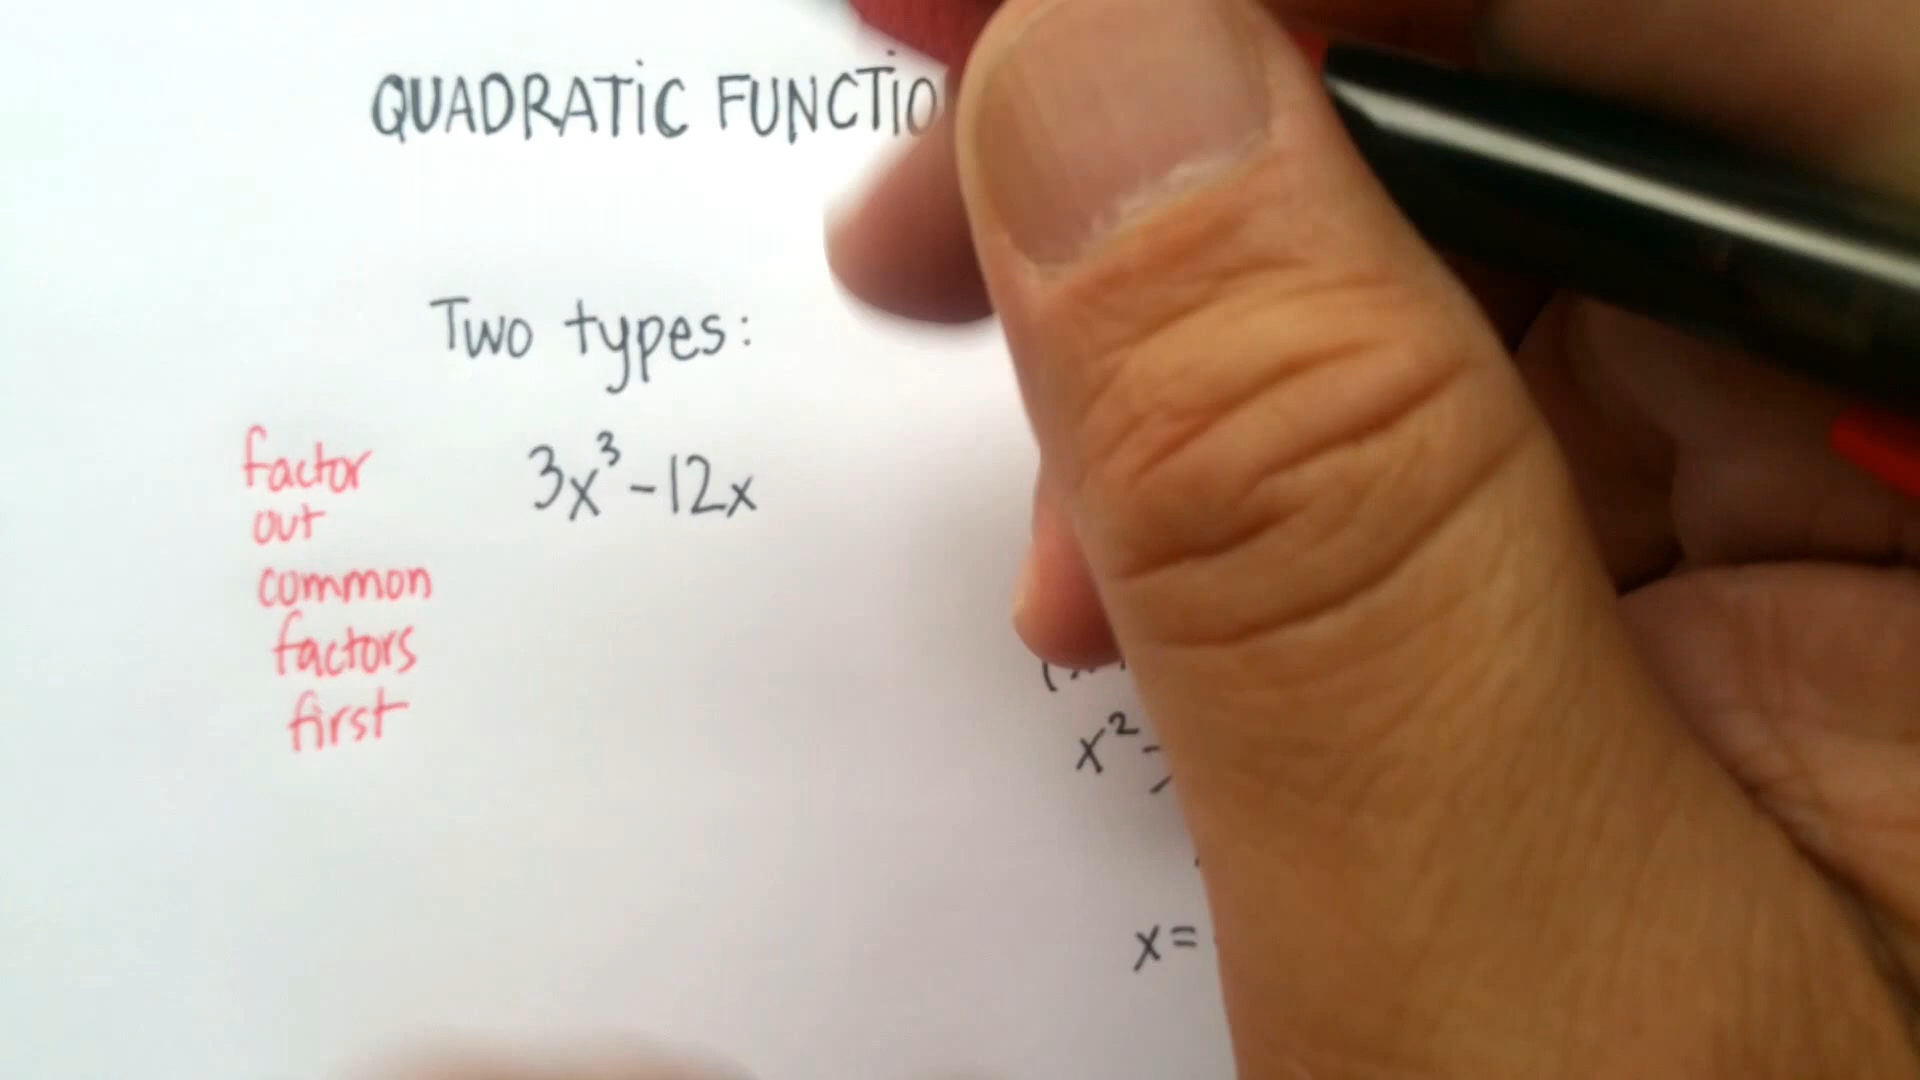 QUADRATIC FUNCTIO
Two types:
3x³-12x
factor
out
common
factors
first
x²-
x=